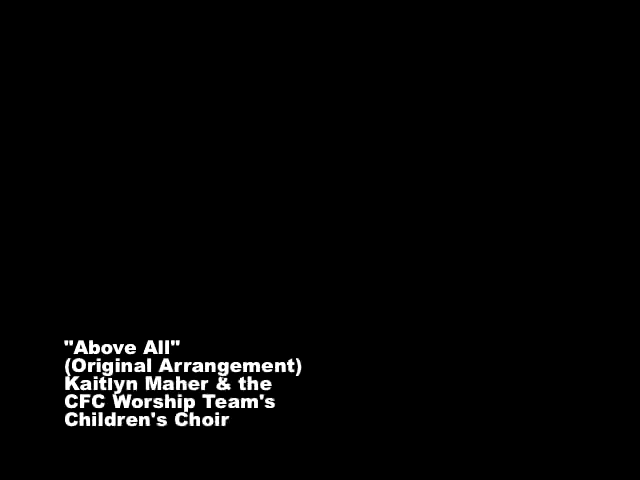 "Above All"
(Original Arrangement)
Kaitlyn Maher & the
CFC Worship Team's
Children's Choir